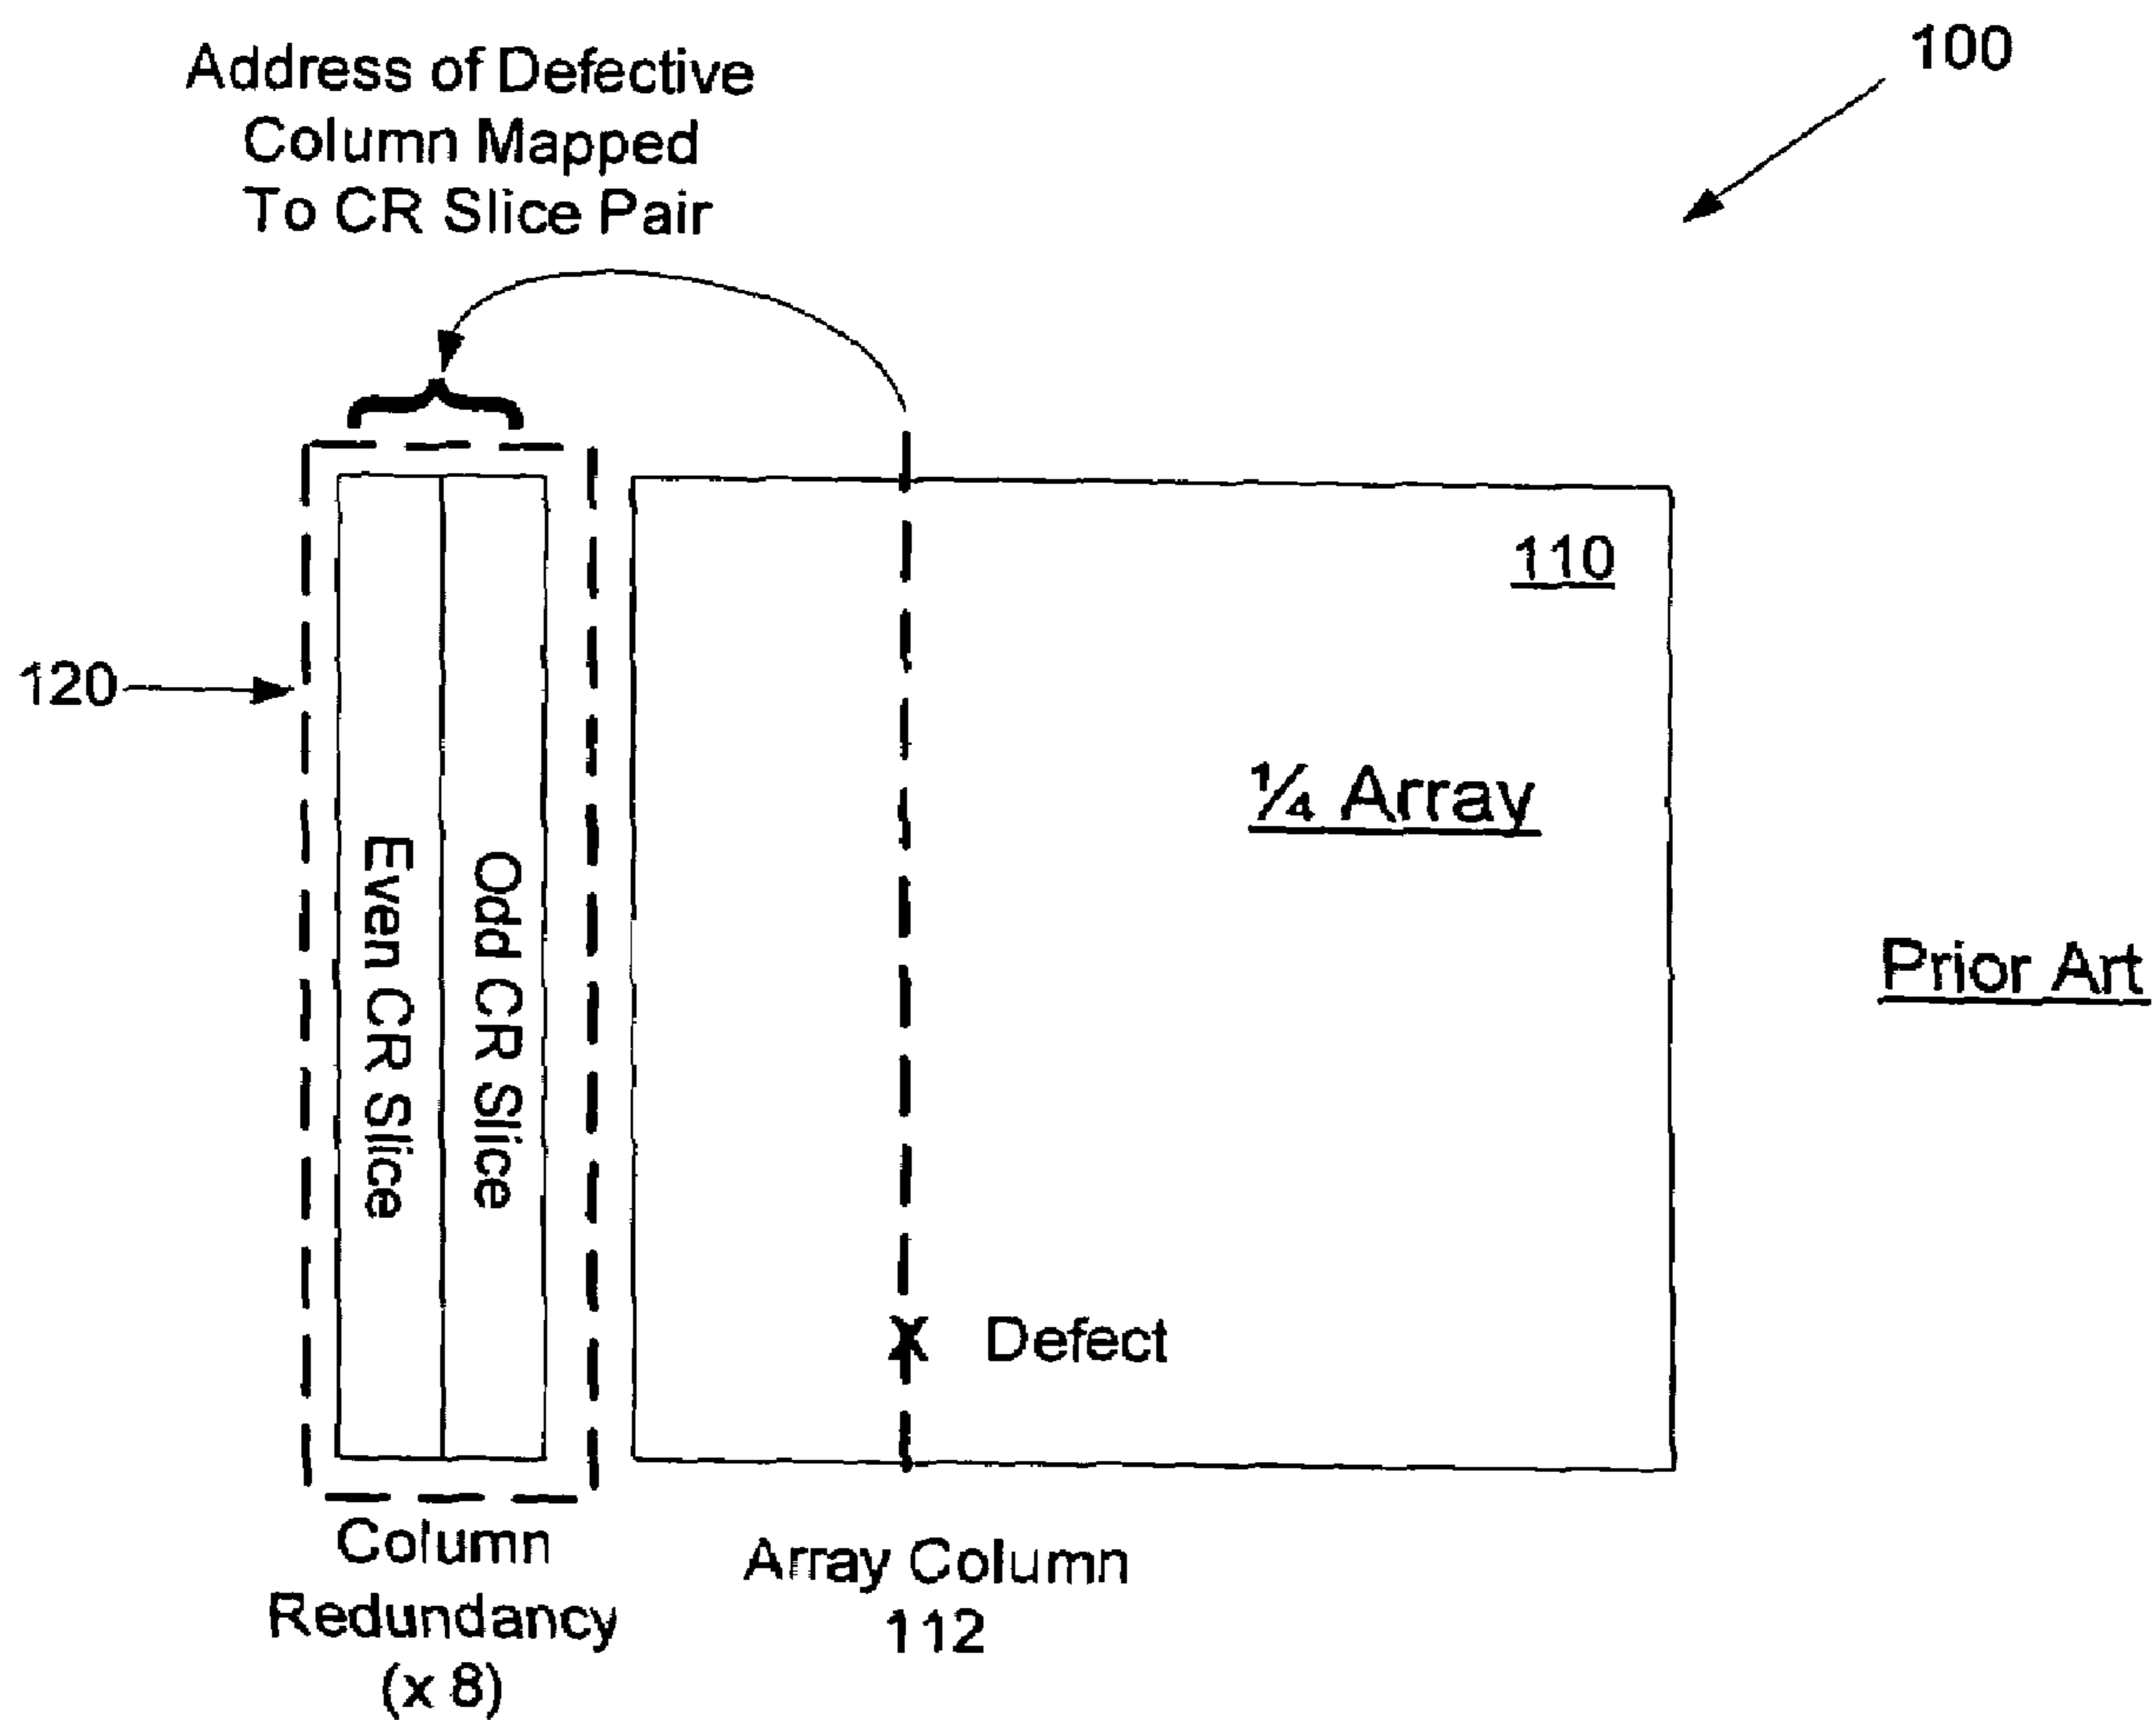 100
Address of Defective
Column Mapped
To CR Slice Pair
110
120
¼ Array
Even CR Slice
Odd CR Slice
Prior Art
X Defect
Column
Redundancy
(x 8)
Array Column
112